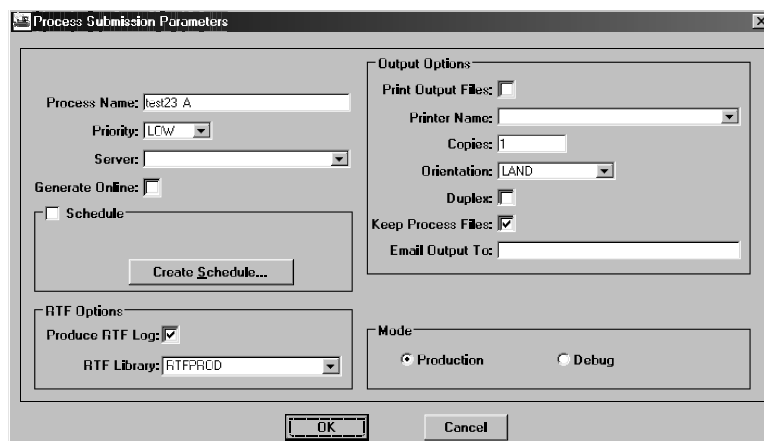 Process Submission Parameters
Process Name: test23 A
Priority: LOW
Server:
Generate Online:
Schedule
Create Schedule...
RTF Options
Produce RTF Log:
RTF Library: RTFPROD
Output Options
Print Output Files:
Printer Name:
Copies: 1
Orientation: LAND
Duplex:
Keep Process Files:
Email Output To:
Mode
Production
Debug
OK
Cancel